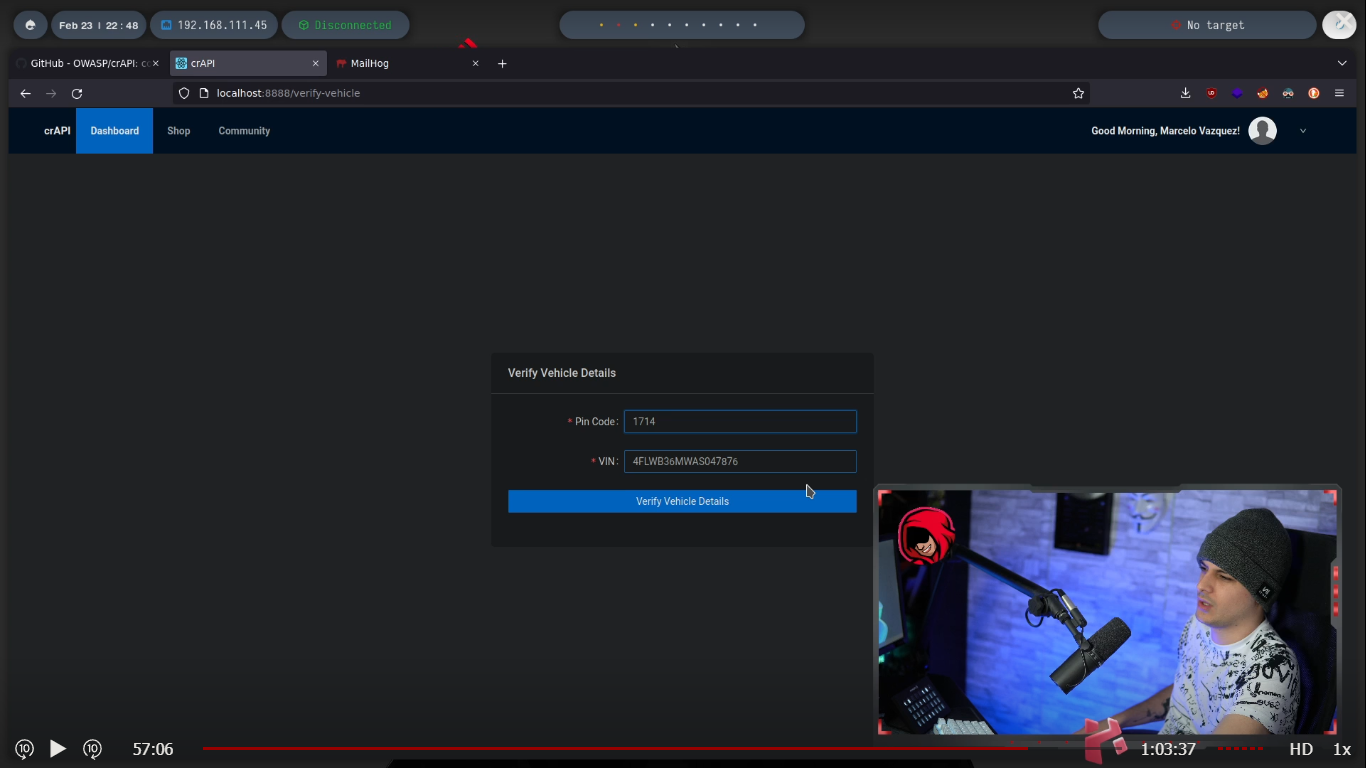 Feb 23 | 22:48
192.168.111.45
Disconnected
No target
GitHub - OWASP/crAPI: c
crAPI
MailHog
localhost:8888/verify-vehicle
crAPI
Dashboard
Shop
Community
Good Morning, Marcelo Vazquez!
Verify Vehicle Details
* Pin Code:
1714
* VIN:
4FLWB36MWAS047876
Verify Vehicle Details
10
10
57:06
1:03:37
HD
1x